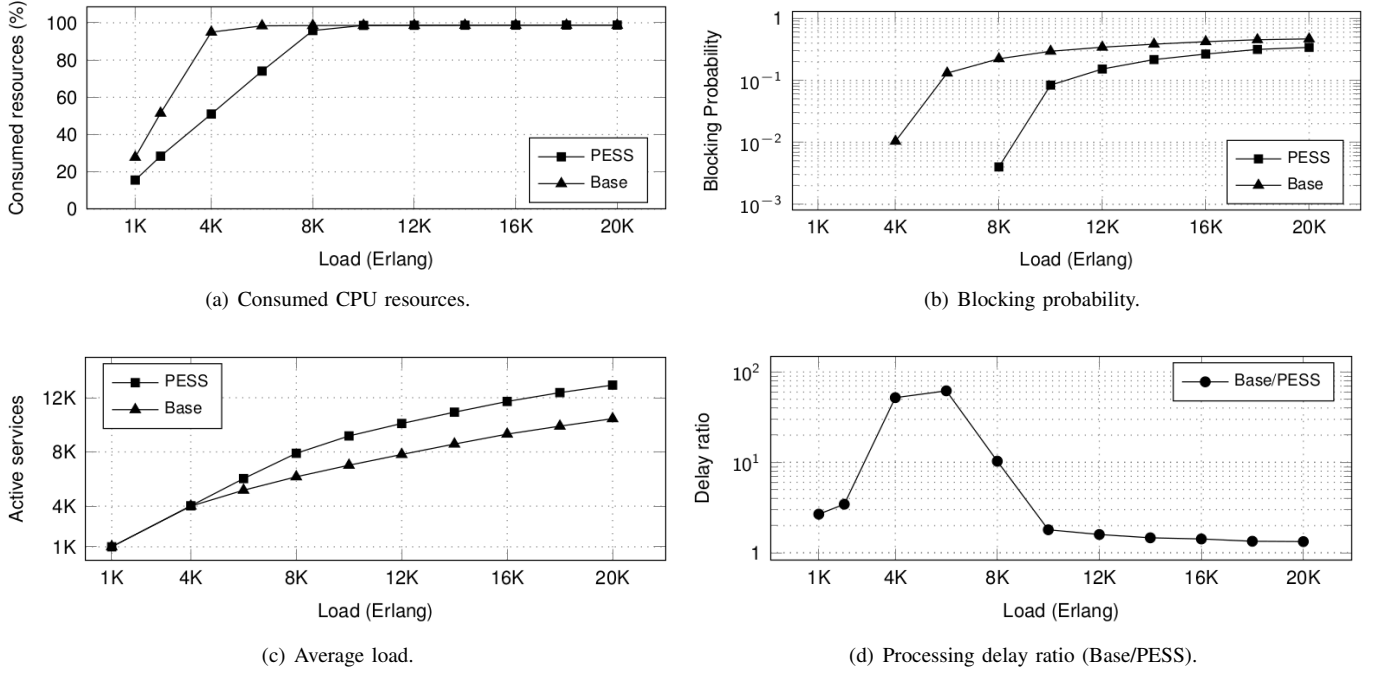 Consumed resources (%)
100
80
60
40
20
0
PESS
Base
1K 4K 8K 12K 16K 20K
Load (Erlang)
(a) Consumed CPU resources.
Blocking Probability
1
10⁻¹
10⁻²
10⁻³
PESS
Base
1K 4K 8K 12K 16K 20K
Load (Erlang)
(b) Blocking probability.
Active services
PESS
Base
12K
8K
4K
1K
1K 4K 8K 12K 16K 20K
Load (Erlang)
(c) Average load.
Delay ratio
10²
10¹
1
Base/PESS
1K 4K 8K 12K 16K 20K
Load (Erlang)
(d) Processing delay ratio (Base/PESS).